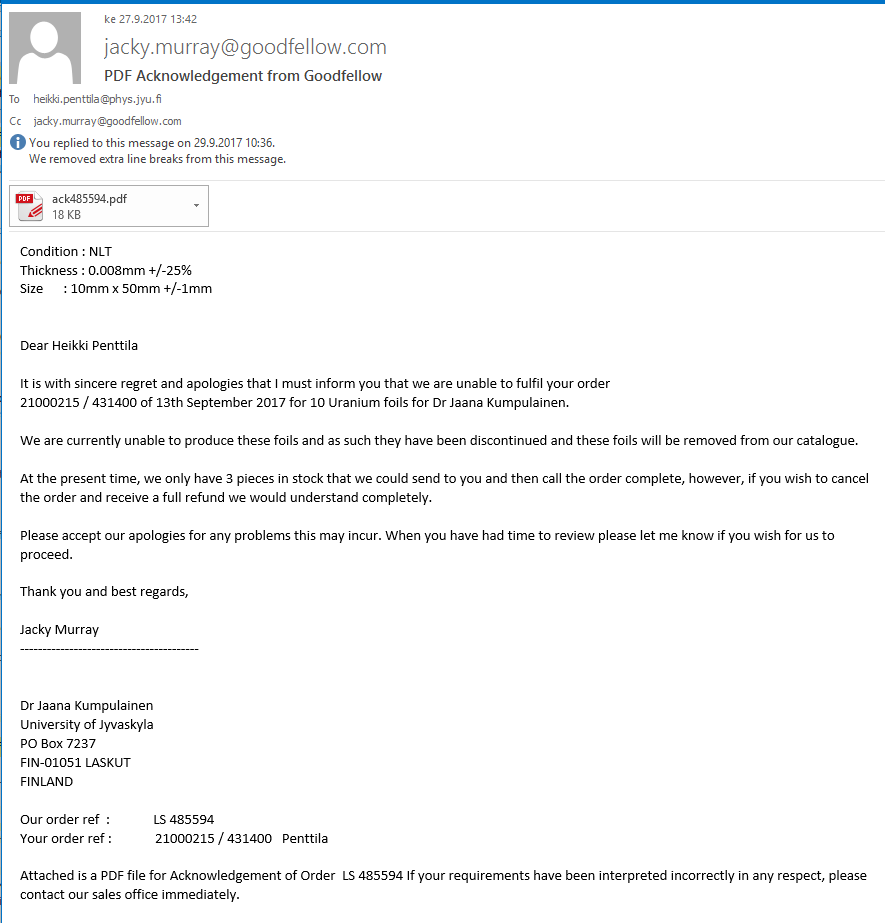 ke 27.9.2017 13:42
jacky.murray@goodfellow.com
PDF Acknowledgement from Goodfellow
To heikki.penttila@phys.jyu.fi
Cc jacky.murray@goodfellow.com
You replied to this message on 29.9.2017 10:36.
We removed extra line breaks from this message.
PDF
ack485594.pdf
18 KB
Condition : NLT
Thickness : 0.008mm +/-25%
Size : 10mm x 50mm +/-1mm
Dear Heikki Penttila
It is with sincere regret and apologies that I must inform you that we are unable to fulfil your order
21000215 / 431400 of 13th September 2017 for 10 Uranium foils for Dr Jaana Kumpulainen.
We are currently unable to produce these foils and as such they have been discontinued and these foils will be removed from our catalogue.
At the present time, we only have 3 pieces in stock that we could send to you and then call the order complete, however, if you wish to cancel
the order and receive a full refund we would understand completely.
Please accept our apologies for any problems this may incur. When you have had time to review please let me know if you wish for us to
proceed.
Thank you and best regards,
Jacky Murray
----------------------------------------
Dr Jaana Kumpulainen
University of Jyvaskyla
PO Box 7237
FIN-01051 LASKUT
FINLAND
Our order ref : LS 485594
Your order ref : 21000215 / 431400 Penttila
Attached is a PDF file for Acknowledgement of Order LS 485594 If your requirements have been interpreted incorrectly in any respect, please
contact our sales office immediately.